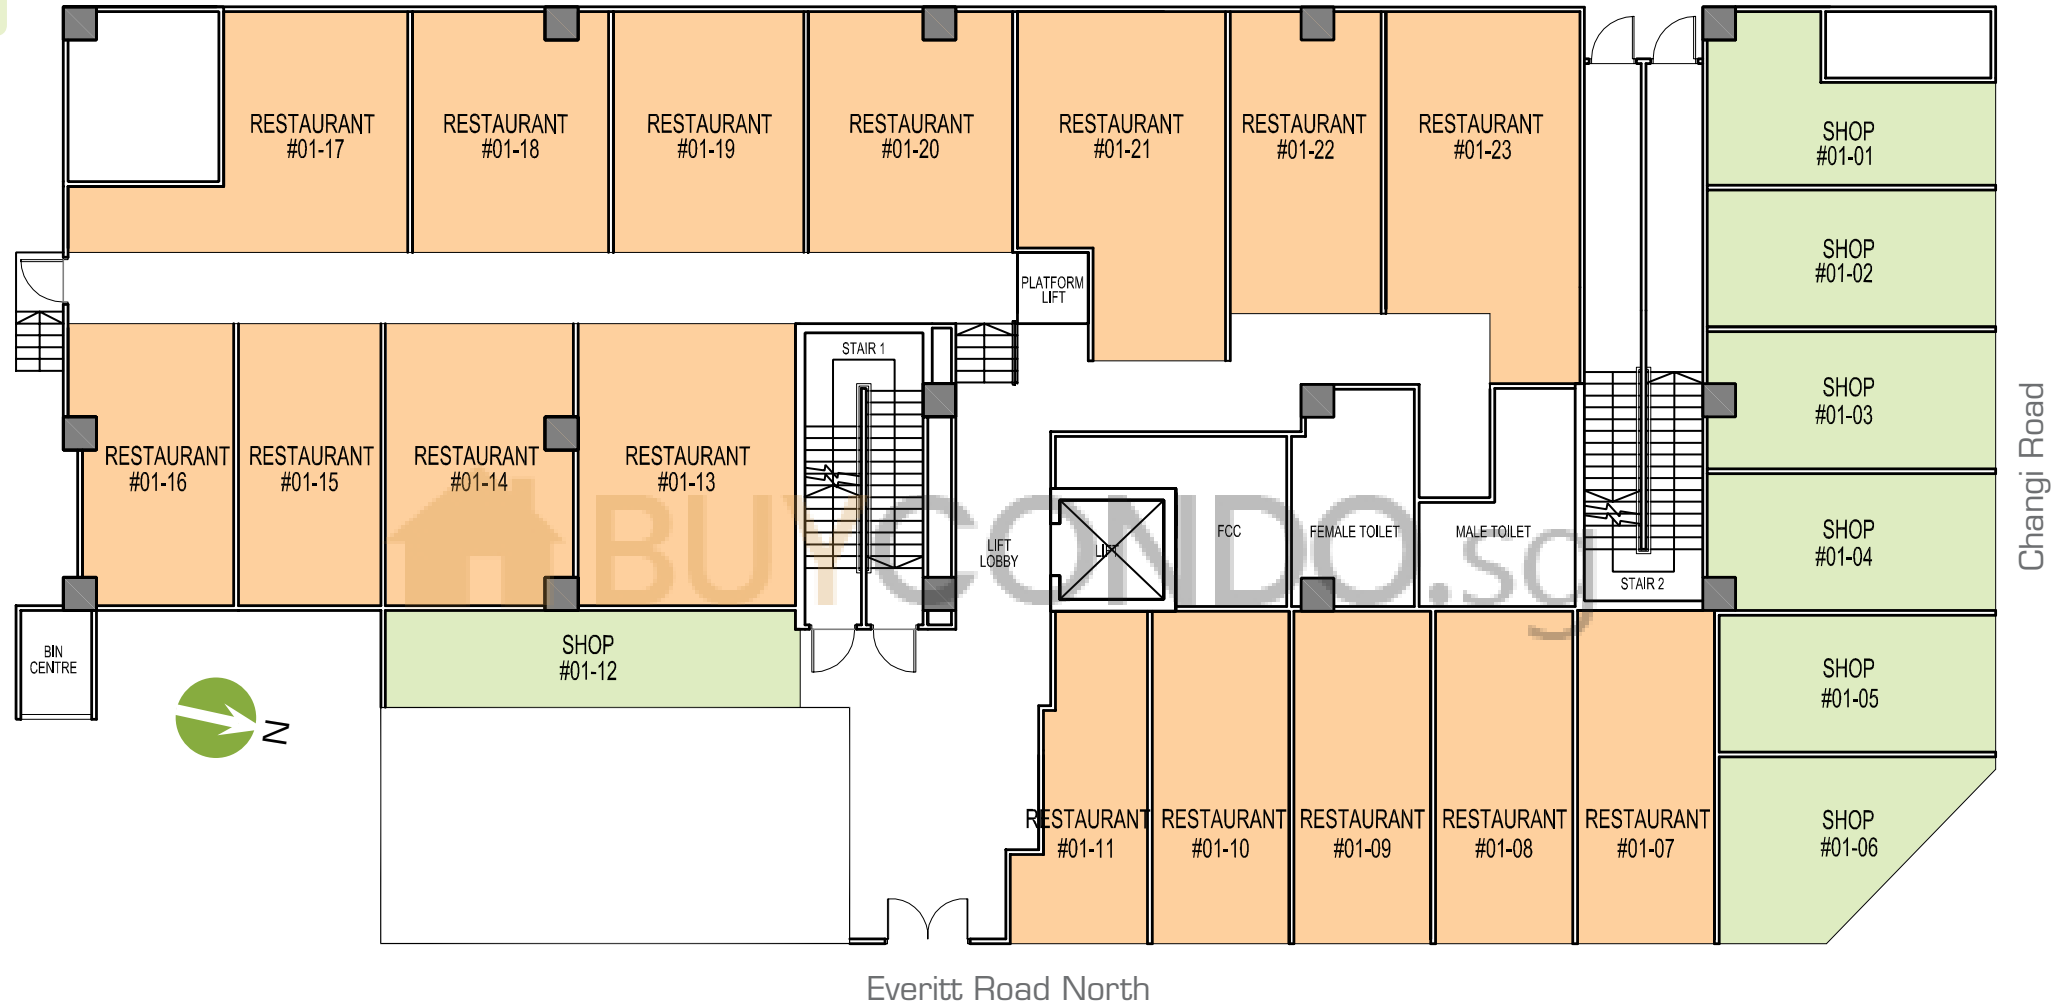 RESTAURANT
#01-17
RESTAURANT
#01-18
RESTAURANT
#01-19
RESTAURANT
#01-20
RESTAURANT
#01-21
RESTAURANT
#01-22
RESTAURANT
#01-23
SHOP
#01-01
SHOP
#01-02
PLATFORM
LIFT
STAIR 1
SHOP
#01-03
Changi Road
RESTAURANT
#01-16
RESTAURANT
#01-15
RESTAURANT
#01-14
RESTAURANT
#01-13
BUYCONDO.sg
LIFT
LOBBY
LIFT
FCC
FEMALE TOILET
MALE TOILET
STAIR 2
SHOP
#01-04
BIN
CENTRE
SHOP
#01-12
N
SHOP
#01-05
RESTAURANT
#01-11
RESTAURANT
#01-10
RESTAURANT
#01-09
RESTAURANT
#01-08
RESTAURANT
#01-07
SHOP
#01-06
Everitt Road North